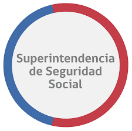 Superintendencia
de Seguridad
Social